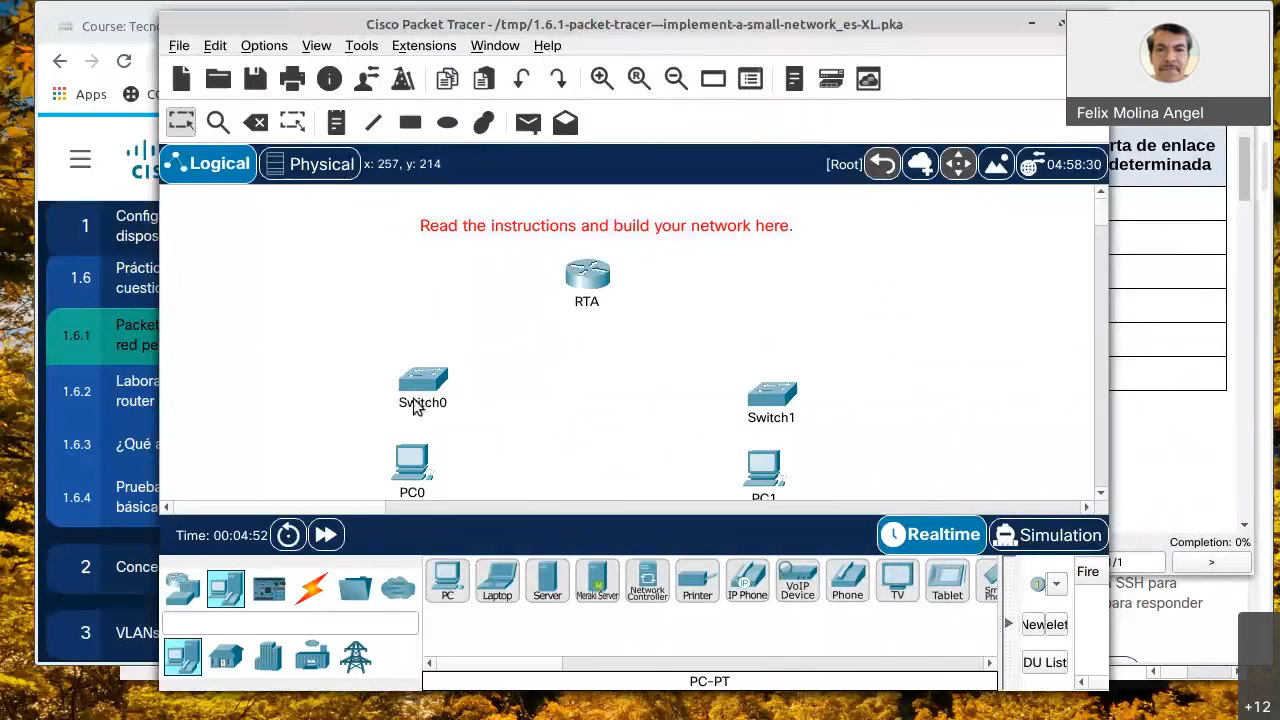 Course: Tecno
Cisco Packet Tracer - /tmp/1.6.1-packet-tracer---implement-a-small-network_es-XL.pka
File Edit Options View Tools Extensions Window Help
Felix Molina Angel
Apps
Logical
Physical
x: 257, y: 214
[Root]
04:58:30
rta de enlace
determinada
Read the instructions and build your network here.
RTA
Switch0
Switch1
PC0
PC1
1
Config
dispos
1.6
Práctic
cuestic
1.6.1
Packet
red pe
1.6.2
Labora
router
1.6.3
¿Qué a
1.6.4
Prueba
básica
2
Conce
3
VLANs
Time: 00:04:52
Realtime
Simulation
Completion: 0%
1/1
>
PC
Laptop
Server
Meraki Server
Network Controller
Printer
IP Phone
VoIP Device
Phone
TV
Tablet
Fire
New
elet
DU List
PC-PT
SSH para
para responder
+12